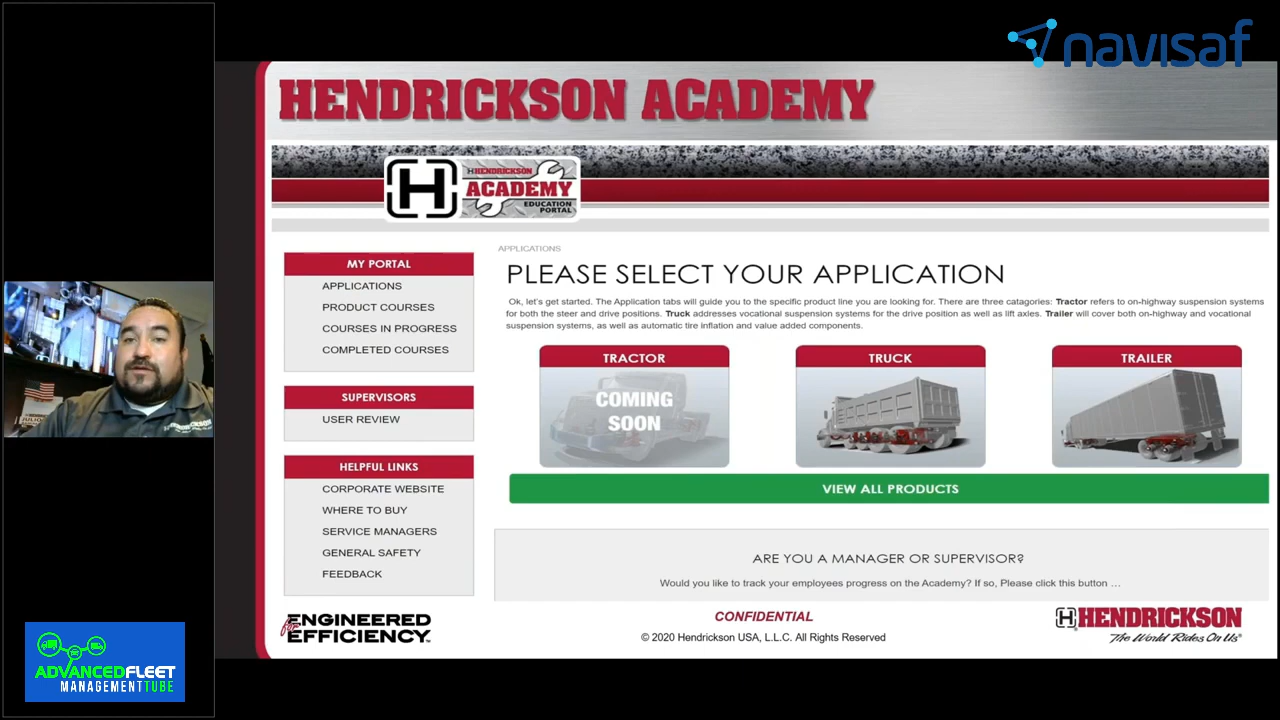 navisaf
HENDRICKSON ACADEMY
H
HENDRICKSON
ACADEMY
EDUCATION
PORTAL
MY PORTAL
APPLICATIONS
PRODUCT COURSES
COURSES IN PROGRESS
COMPLETED COURSES
SUPERVISORS
USER REVIEW
HELPFUL LINKS
CORPORATE WEBSITE
WHERE TO BUY
SERVICE MANAGERS
GENERAL SAFETY
FEEDBACK
APPLICATIONS
PLEASE SELECT YOUR APPLICATION
Ok, let's get started. The Application tabs will guide you to the specific product line you are looking for. There are three catagories: Tractor refers to on-highway suspension systems
for both the steer and drive positions. Truck addresses vocational suspension systems for the drive position as well as lift axles. Trailer will cover both on-highway and vocational
suspension systems, as well as automatic tire inflation and value added components.
TRACTOR
COMING
SOON
TRUCK
TRAILER
VIEW ALL PRODUCTS
ARE YOU A MANAGER OR SUPERVISOR?
Would you like to track your employees progress on the Academy? If so, Please click this button ...
ENGINEERED
for EFFICIENCY.
CONFIDENTIAL
© 2020 Hendrickson USA, L.L.C. All Rights Reserved
H HENDRICKSON
The World Rides On Us®
ADVANCEDFLEET
MANAGEMENTTUBE